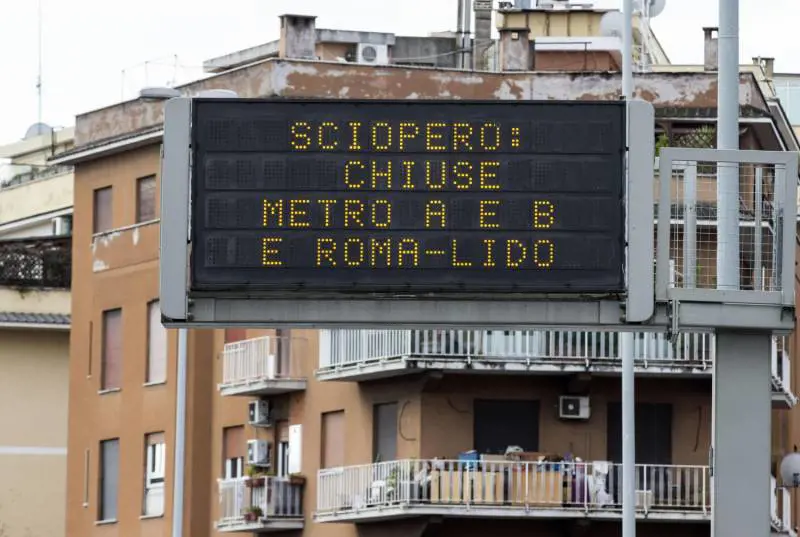 SCIOPERO:
CHIUSE
METRO A E B
E ROMA-LIDO